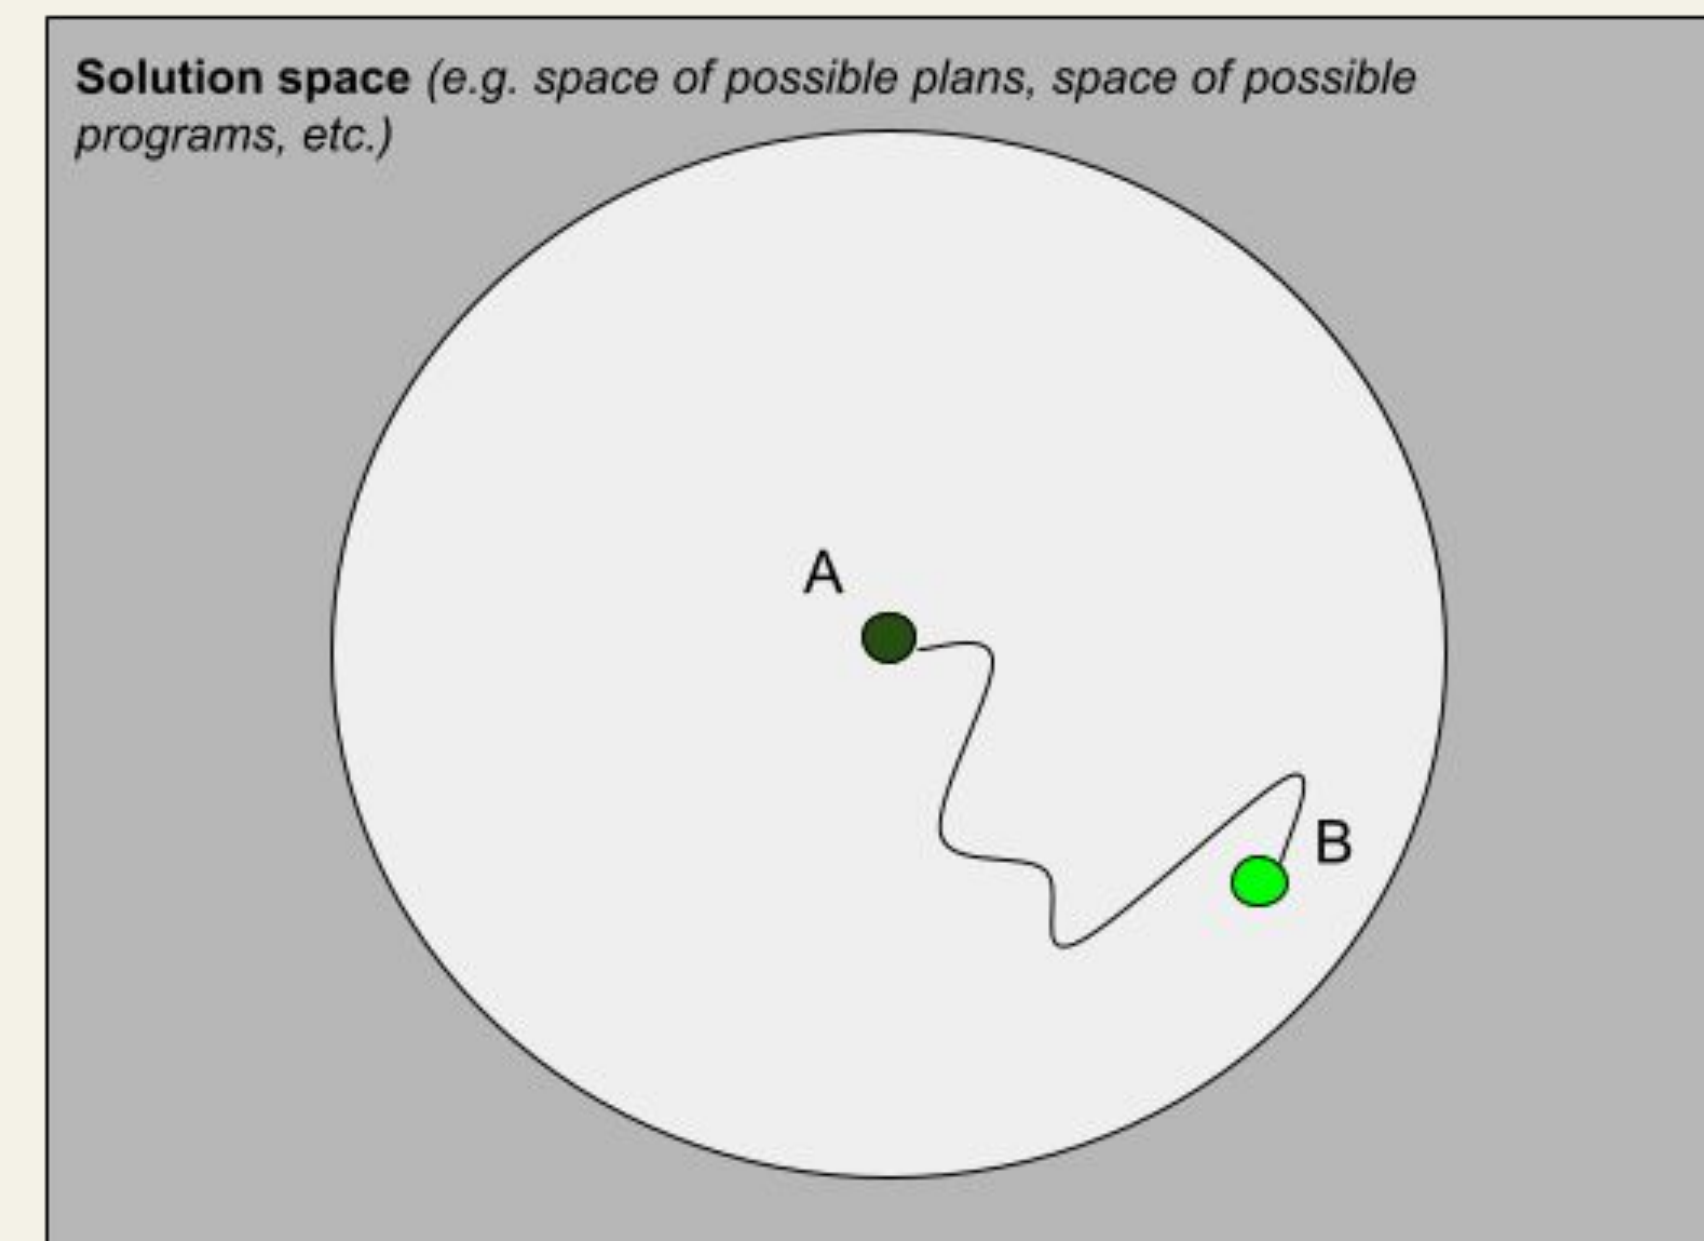 Solution space (e.g. space of possible plans, space of possible
programs, etc.)
A
B